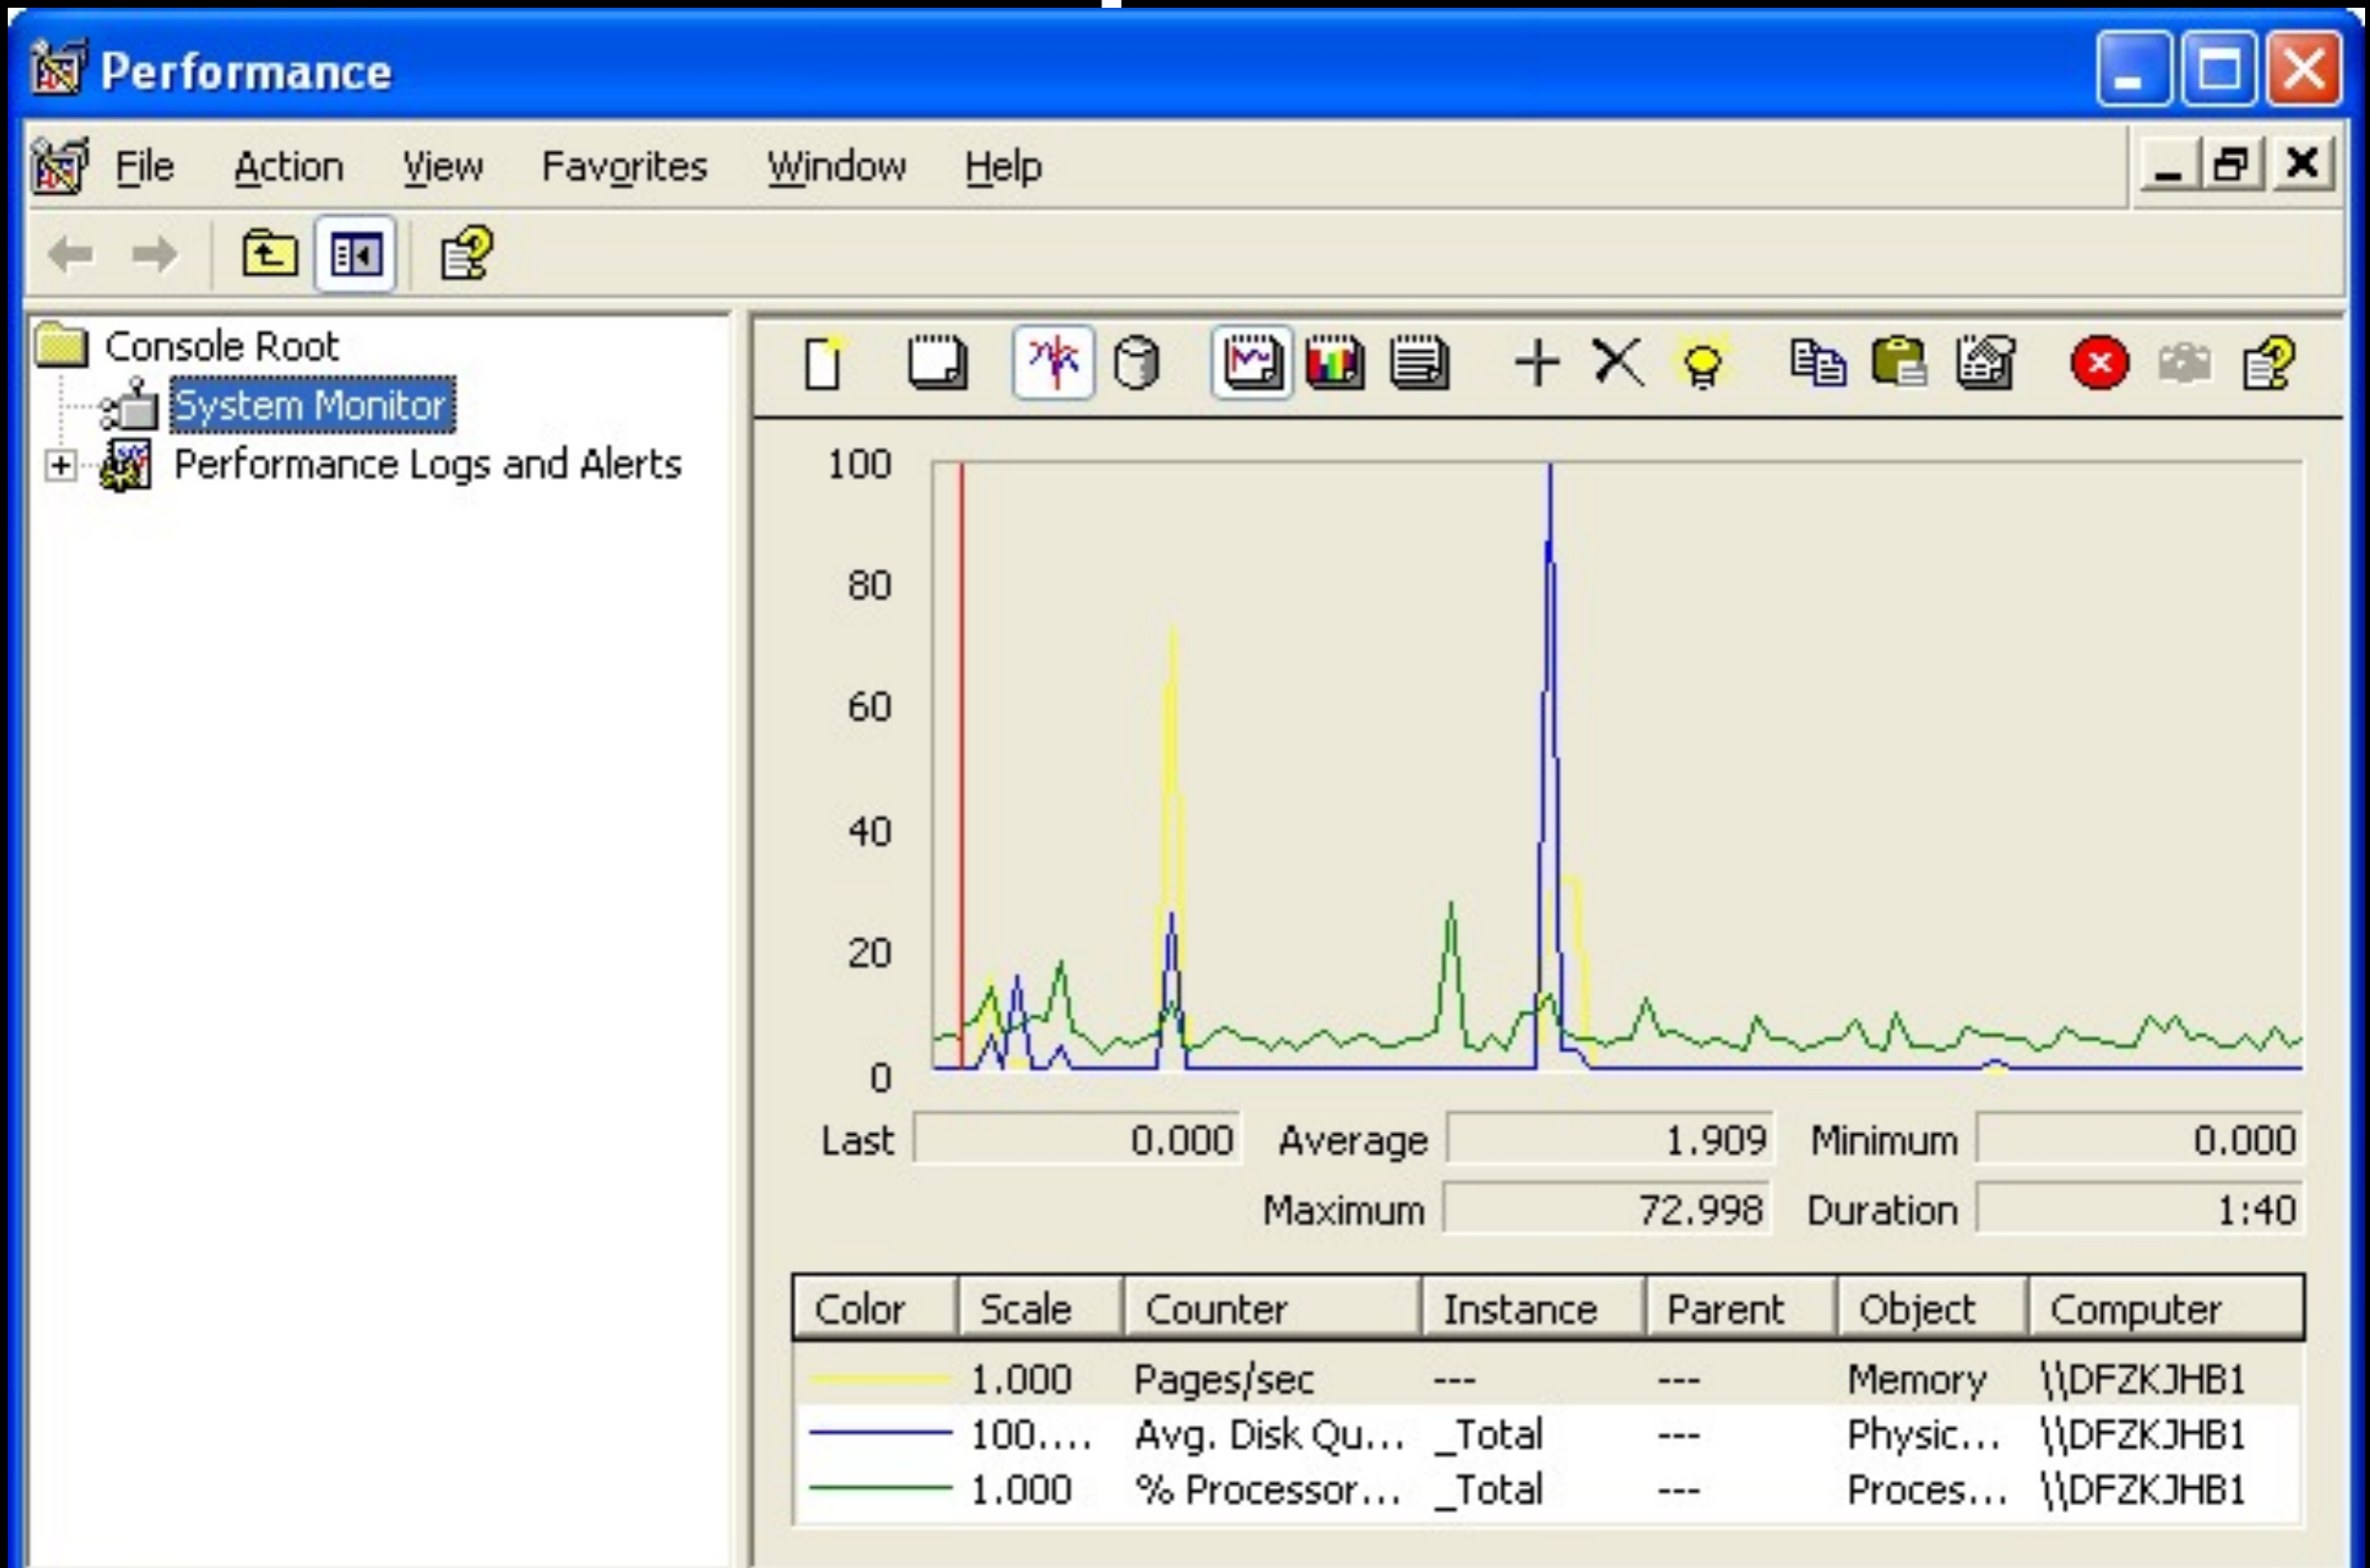 Performance
File Action View Favorites Window Help
Console Root
System Monitor
Performance Logs and Alerts
100
80
60
40
20
0
Last 0.000 Average 1.909 Minimum 0.000
Maximum 72.998 Duration 1:40
Color Scale Counter Instance Parent Object Computer
1.000 Pages/sec --- --- Memory \\DFZKJHB1
100.... Avg. Disk Qu... _Total --- Physic... \\DFZKJHB1
1.000 % Processor... _Total --- Proces... \\DFZKJHB1